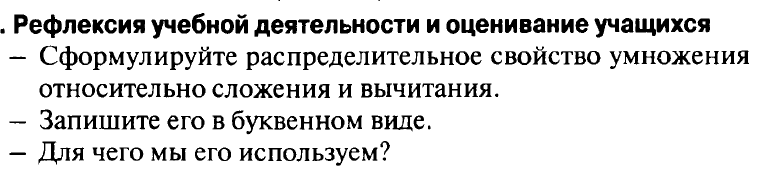 . Рефлексия учебной деятельности и оценивание учащихся
– Сформулируйте распределительное свойство умножения
относительно сложения и вычитания.
– Запишите его в буквенном виде.
– Для чего мы его используем?